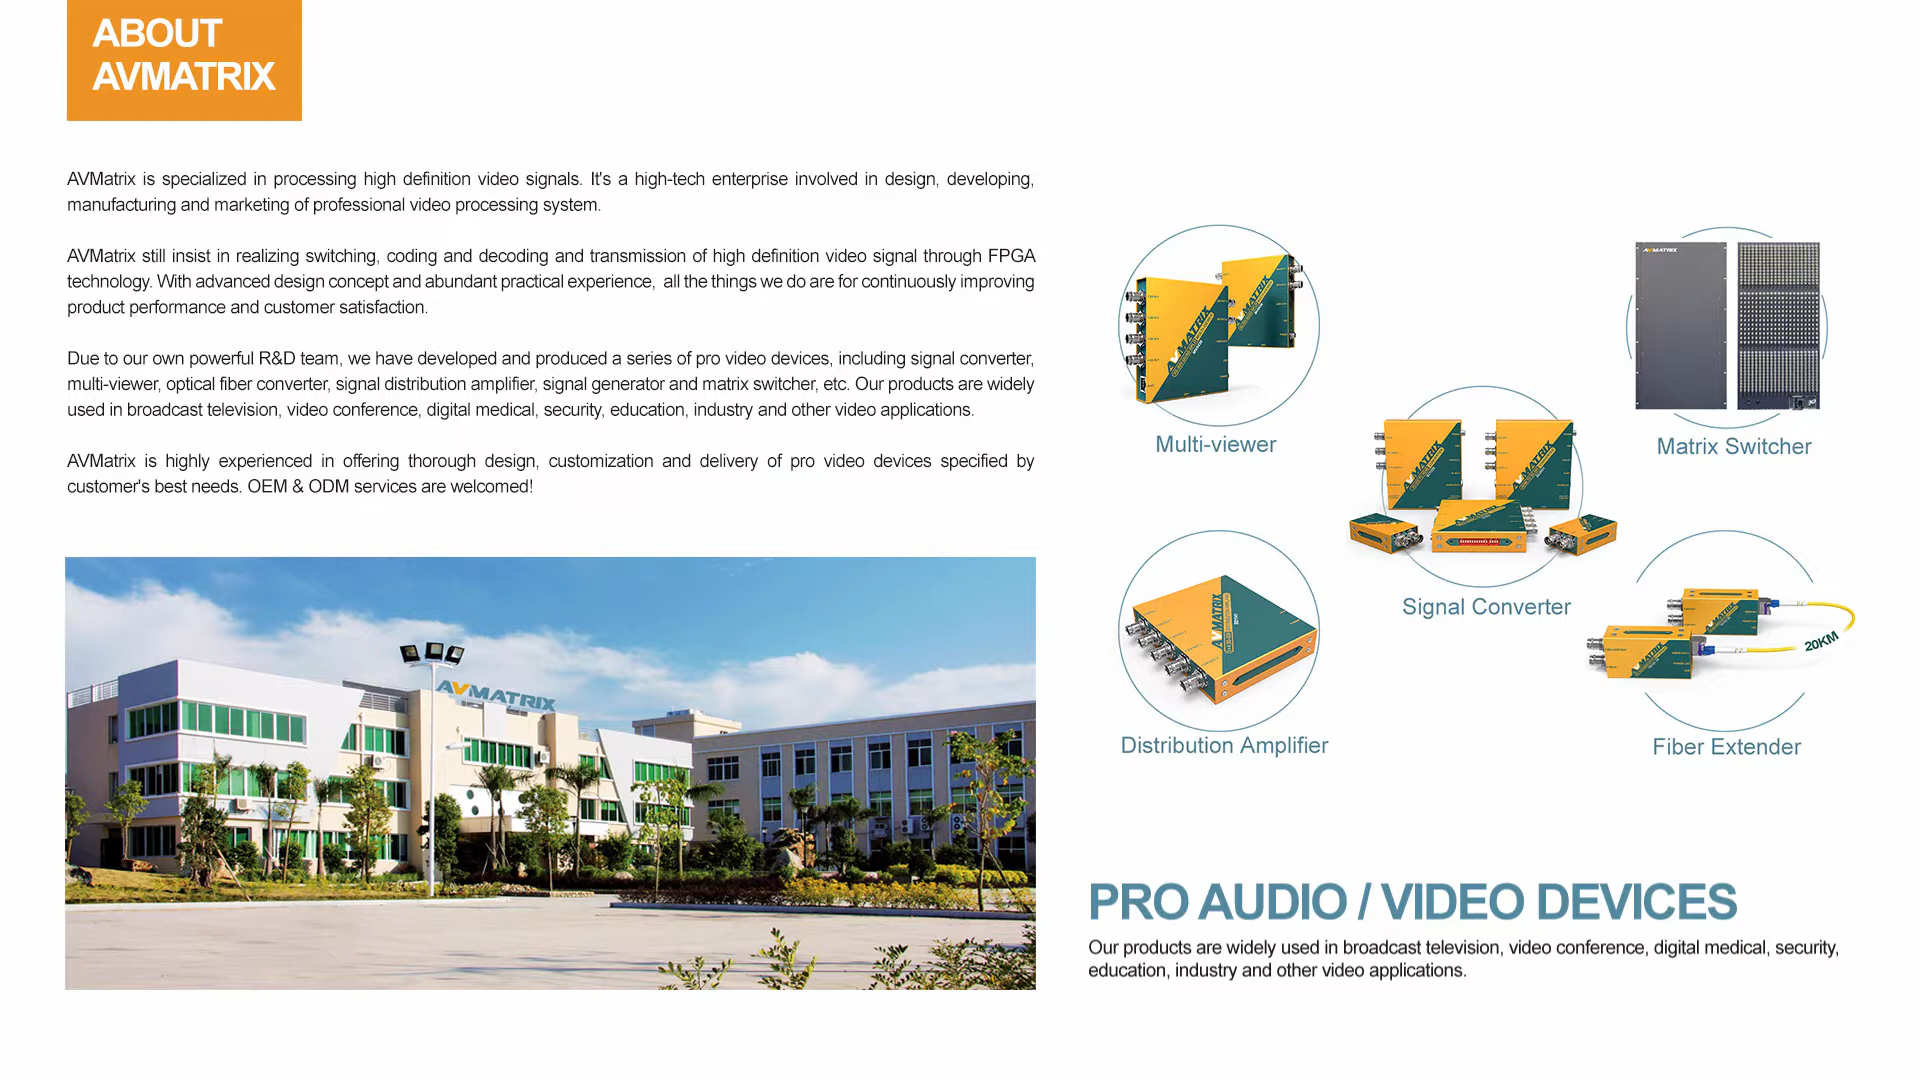 ABOUT
AVMATRIX
AVMatrix is specialized in processing high definition video signals. It's a high-tech enterprise involved in design, developing,
manufacturing and marketing of professional video processing system.
AVMatrix still insist in realizing switching, coding and decoding and transmission of high definition video signal through FPGA
technology. With advanced design concept and abundant practical experience, all the things we do are for continuously improving
product performance and customer satisfaction.
Due to our own powerful R&D team, we have developed and produced a series of pro video devices, including signal converter,
multi-viewer, optical fiber converter, signal distribution amplifier, signal generator and matrix switcher, etc. Our products are widely
used in broadcast television, video conference, digital medical, security, education, industry and other video applications.
AVMatrix is highly experienced in offering thorough design, customization and delivery of pro video devices specified by
customer's best needs. OEM & ODM services are welcomed!
AVMATRIX
AVMATRIX
AVMATRIX
Multi-viewer
AVMATRIX
Matrix Switcher
AVMATRIX
AVMATRIX
AVMATRIX
Signal Converter
AVMATRIX
Distribution Amplifier
AVMATRIX
AVMATRIX
20KM
Fiber Extender
PRO AUDIO / VIDEO DEVICES
Our products are widely used in broadcast television, video conference, digital medical, security,
education, industry and other video applications.